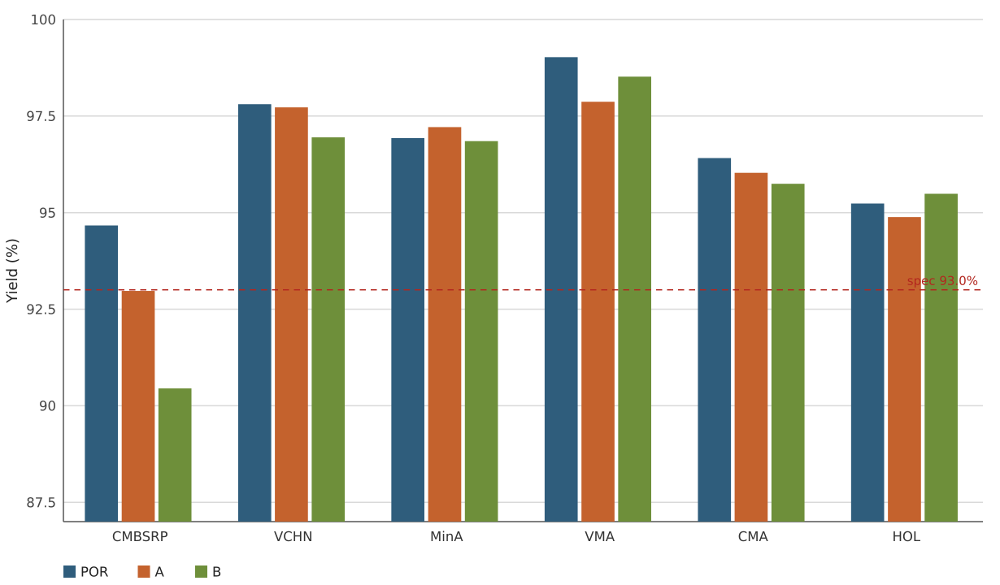 100
97.5
95
92.5
90
87.5
Yield (%)
spec 93.0%
CMBSRP VCHN MinA VMA CMA HOL
POR A B